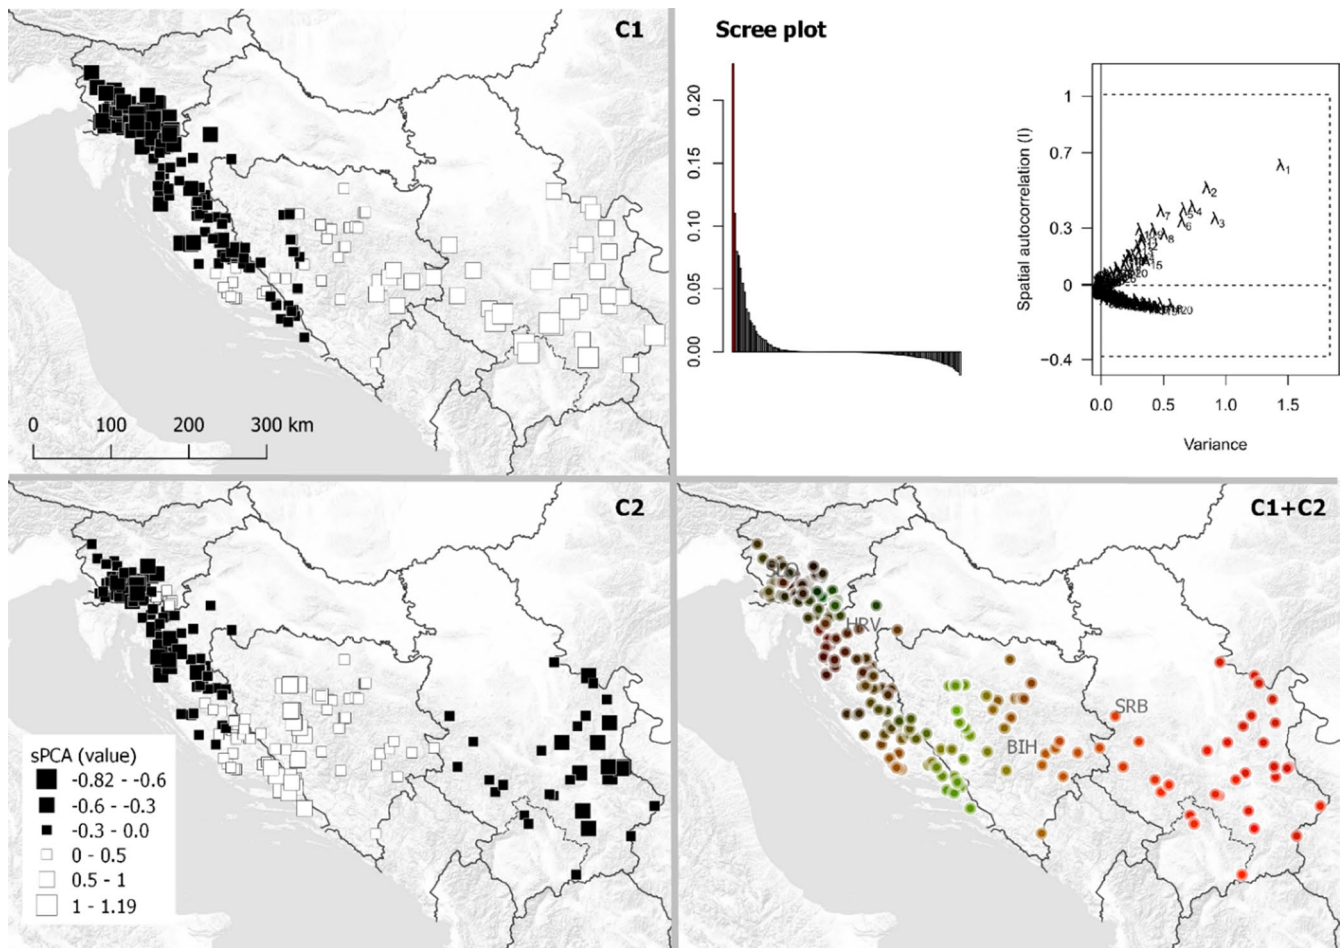 C1
0 100 200 300 km
Scree plot
0.20
0.15
0.10
0.05
0.00
Spatial autocorrelation (I)
1
0.7
0.3
0
−0.4
λ1
λ2
λ3
λ4
λ5
λ6
λ7
λ8
0.0 0.5 1.0 1.5
Variance
C2
sPCA (value)
-0.82 - -0.6
-0.6 - -0.3
-0.3 - 0.0
0 - 0.5
0.5 - 1
1 - 1.19
C1+C2
HRV
SRB
BIH